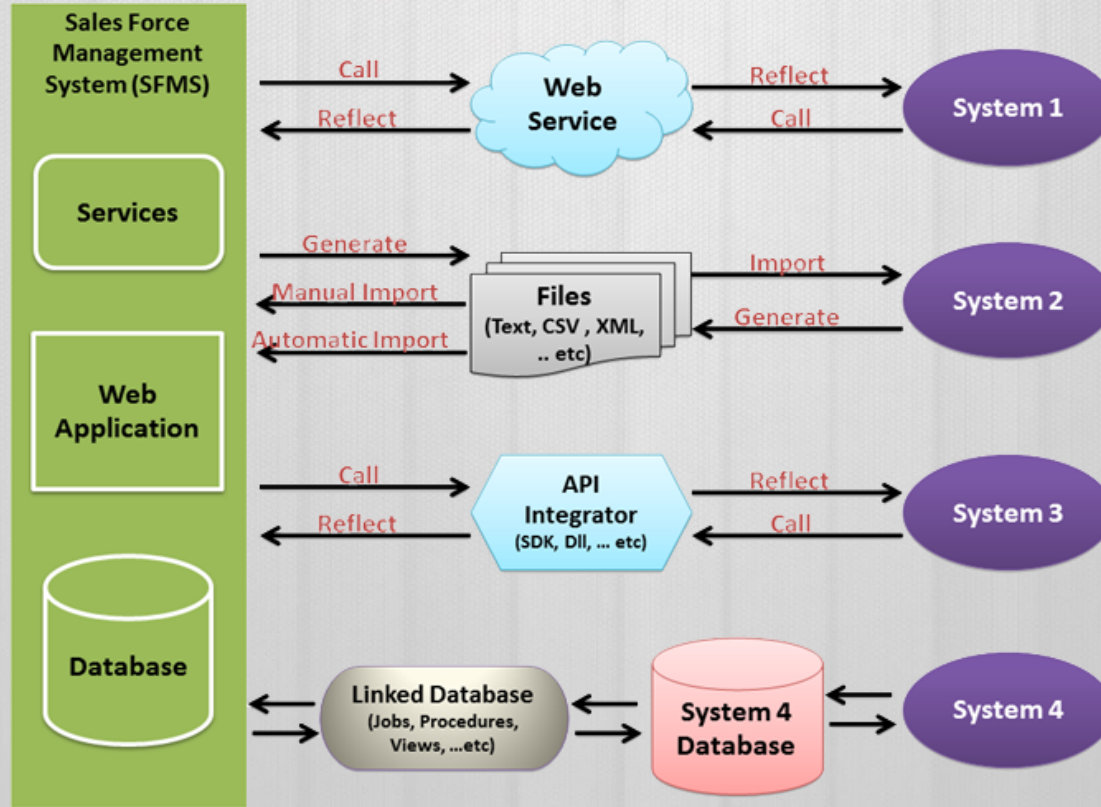 Sales Force
Management
System (SFMS)
Services
Web
Application
Database
Call
Reflect
Web
Service
Reflect
Call
System 1
Generate
Manual Import
Automatic Import
Files
(Text, CSV , XML,
.. etc)
Import
Generate
System 2
Call
Reflect
API
Integrator
(SDK, Dll, ... etc)
Reflect
Call
System 3
Linked Database
(Jobs, Procedures,
Views, ...etc)
System 4
Database
System 4